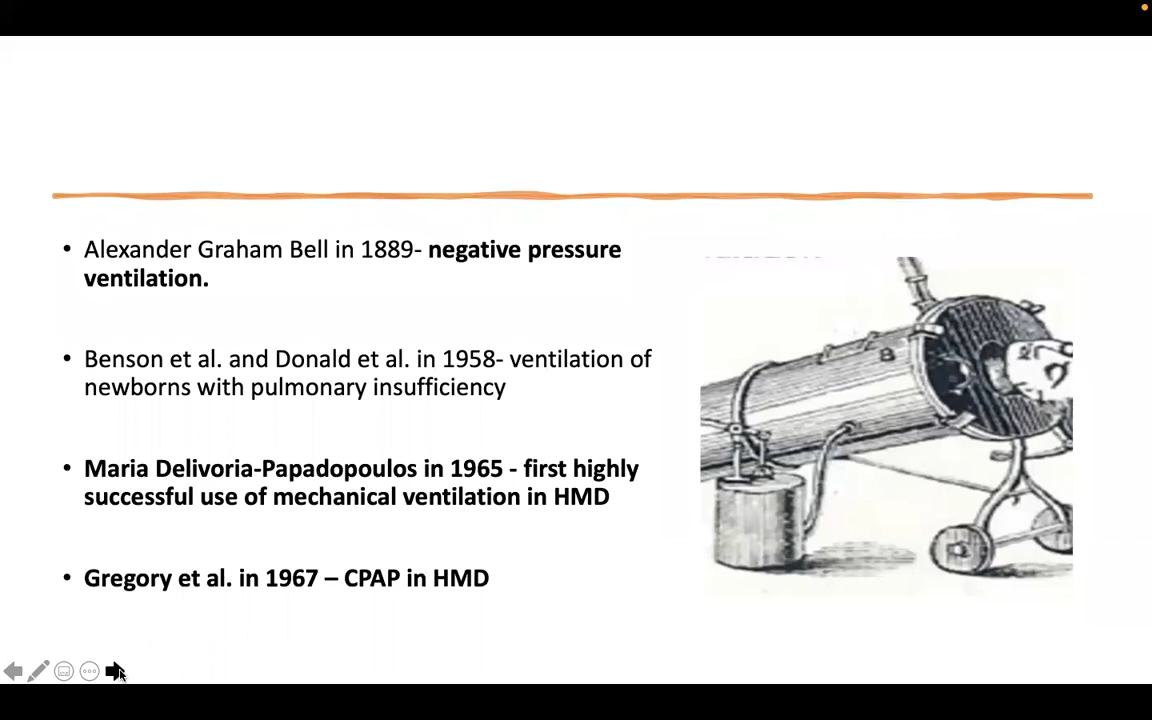 • Alexander Graham Bell in 1889- negative pressure
ventilation.
• Benson et al. and Donald et al. in 1958- ventilation of
newborns with pulmonary insufficiency
• Maria Delivoria-Papadopoulos in 1965 - first highly
successful use of mechanical ventilation in HMD
• Gregory et al. in 1967 – CPAP in HMD
B